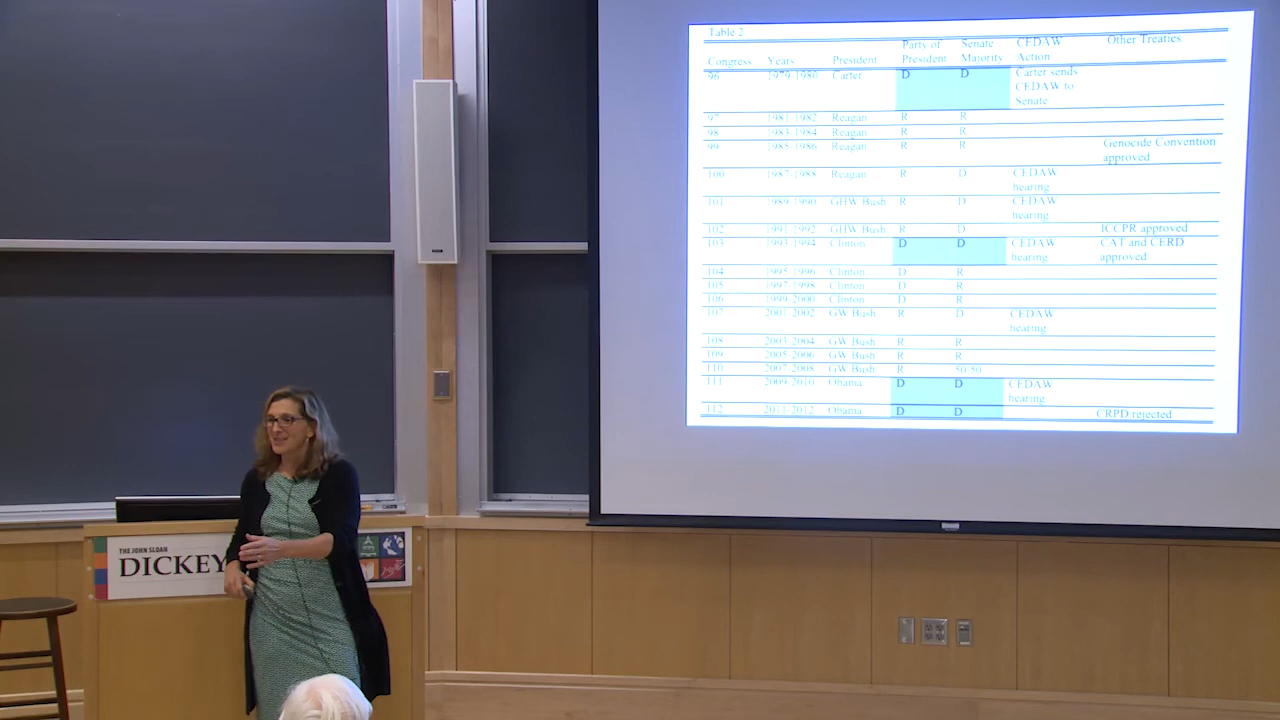 Table 2
Party of Senate CEDAW Other Treaties
Congress Years President President Majority Action
96 1979-1980 Carter D D Carter sends
CEDAW to
Senate
97 1981-1982 Reagan R R
98 1983-1984 Reagan R R
99 1985-1986 Reagan R R Genocide Convention
approved
100 1987-1988 Reagan R D CEDAW
hearing
101 1989-1990 GHW Bush R D CEDAW
hearing
102 1991-1992 GHW Bush R D ICCPR approved
103 1993-1994 Clinton D D CEDAW CAT and CERD
hearing approved
104 1995-1996 Clinton D R
105 1997-1998 Clinton D R
106 1999-2000 Clinton D R
107 2001-2002 GW Bush R D CEDAW
hearing
108 2003-2004 GW Bush R R
109 2005-2006 GW Bush R R
110 2007-2008 GW Bush R 50-50
111 2009-2010 Obama D D CEDAW
hearing
112 2011-2012 Obama D D CRPD rejected
THE JOHN SLOAN
DICKEY